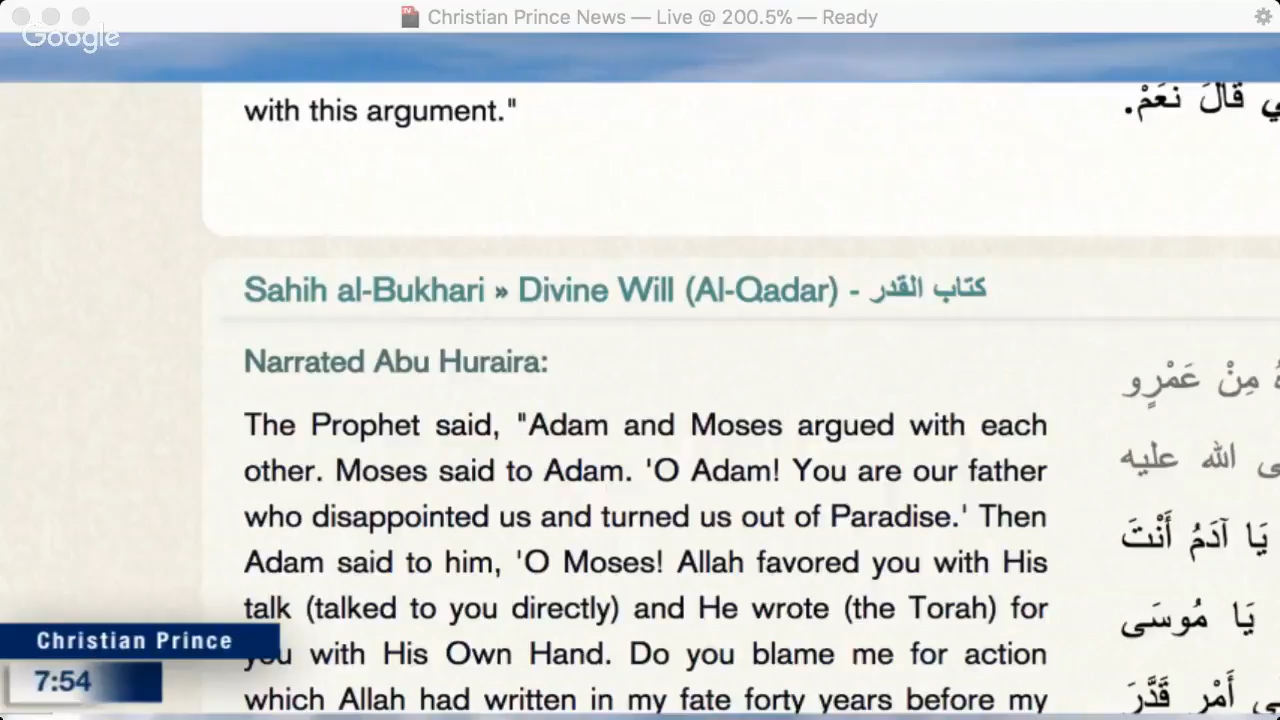 Christian Prince News — Live @ 200.5% — Ready
Google
with this argument."
قَالَ نَعَمْ.
Sahih al-Bukhari » Divine Will (Al-Qadar) - كتاب القدر
Narrated Abu Huraira:
مِنْ عَمْرٍو
The Prophet said, "Adam and Moses argued with each
other. Moses said to Adam. 'O Adam! You are our father
الله عليه
who disappointed us and turned us out of Paradise.' Then
يَا آدَمُ أَنْتَ
Adam said to him, 'O Moses! Allah favored you with His
talk (talked to you directly) and He wrote (the Torah) for
يَا مُوسَى
you with His Own Hand. Do you blame me for action
which Allah had written in my fate forty years before my
أَمْرٍ قَدَّرَ
Christian Prince
7:54